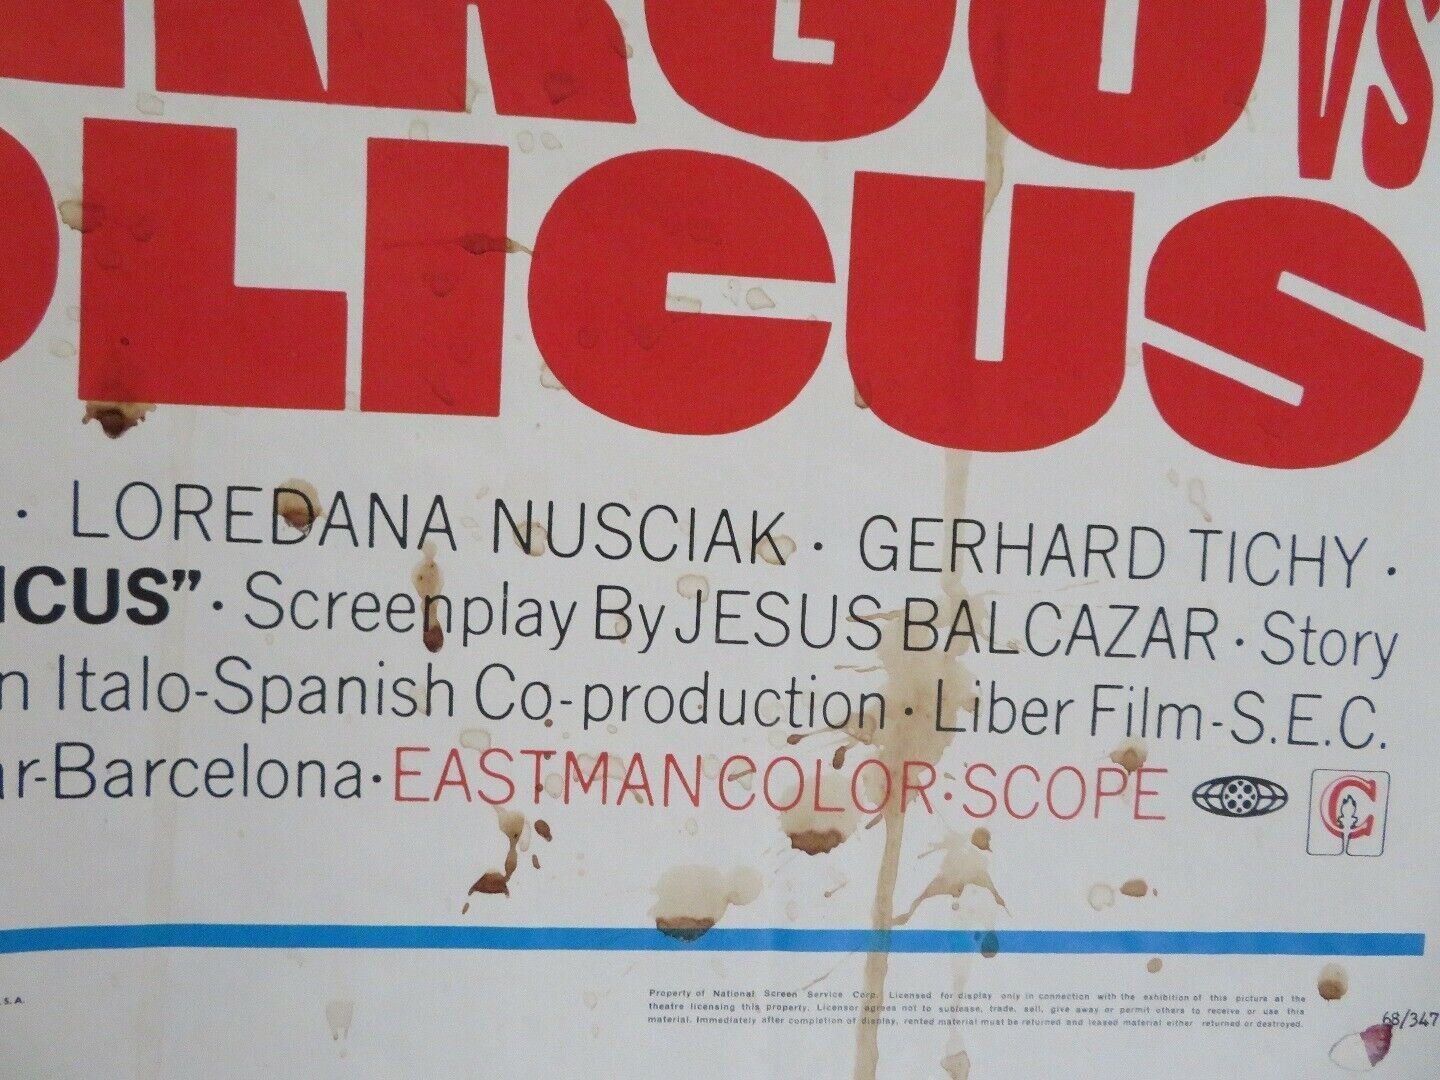 ARGO VS
OLICUS
· LOREDANA NUSCIAK · GERHARD TICHY ·
ICUS” · Screenplay By JESUS BALCAZAR · Story
n Italo-Spanish Co-production · Liber Film-S.E.C.
ar-Barcelona · EASTMANCOLOR·SCOPE C
.S.A.
Property of National Screen Service Corp. Licensed for display only in connection with the exhibition of this picture at the
theatre licensing this property. Licensor agrees not to sublease, trade, sell, give away or permit others to receive or use this
material. Immediately after completion of display, rented material must be returned and leased material either returned or destroyed.
68/347